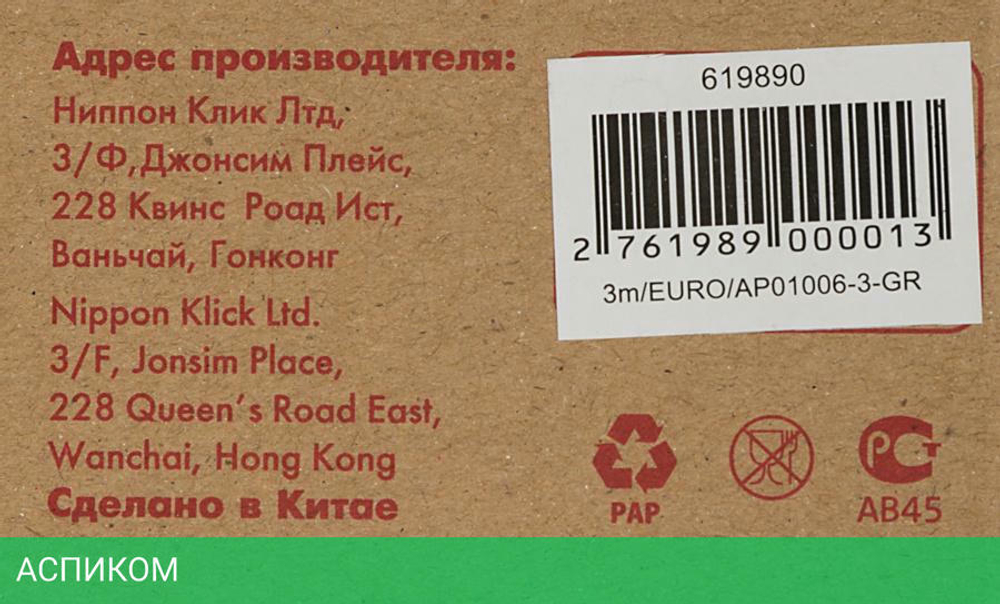 Адрес производителя:
Ниппон Клик Лтд,
3/Ф,Джонсим Плейс,
228 Квинс Роад Ист,
Ваньчай, Гонконг
Nippon Klick Ltd.
3/F, Jonsim Place,
228 Queen's Road East,
Wanchai, Hong Kong
Сделано в Китае
619890
2 761989 000013
3m/EURO/AP01006-3-GR
PAP
РСТ
АВ45
АСПИКОМ